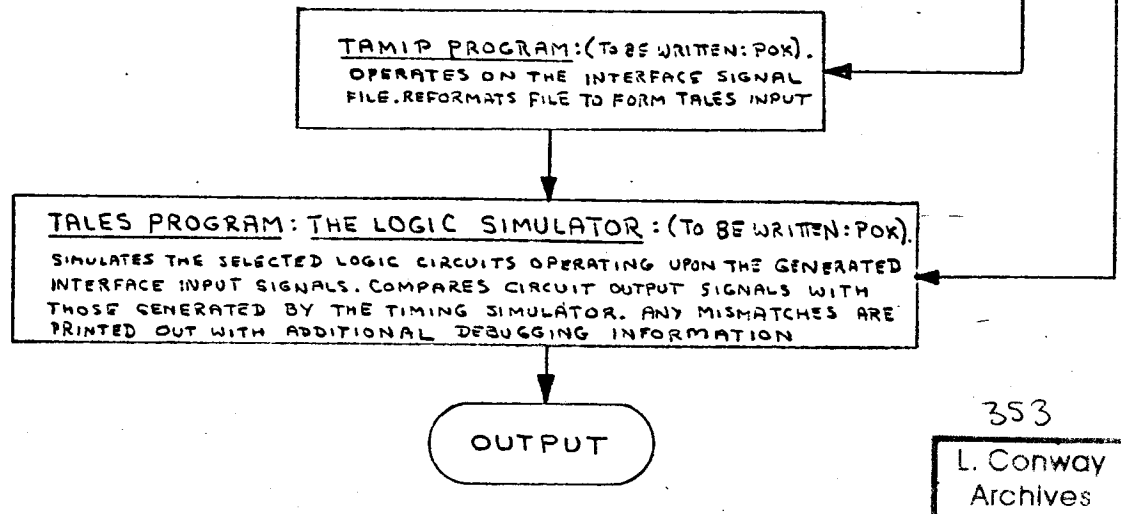 TAMIP PROGRAM:(TO BE WRITTEN: POK).
OPERATES ON THE INTERFACE SIGNAL
FILE. REFORMATS FILE TO FORM TALES INPUT
TALES PROGRAM: THE LOGIC SIMULATOR: (TO BE WRITTEN: POK).
SIMULATES THE SELECTED LOGIC CIRCUITS OPERATING UPON THE GENERATED
INTERFACE INPUT SIGNALS. COMPARES CIRCUIT OUTPUT SIGNALS WITH
THOSE GENERATED BY THE TIMING SIMULATOR. ANY MISMATCHES ARE
PRINTED OUT WITH ADDITIONAL DEBUGGING INFORMATION
OUTPUT
353
L. Conway
Archives